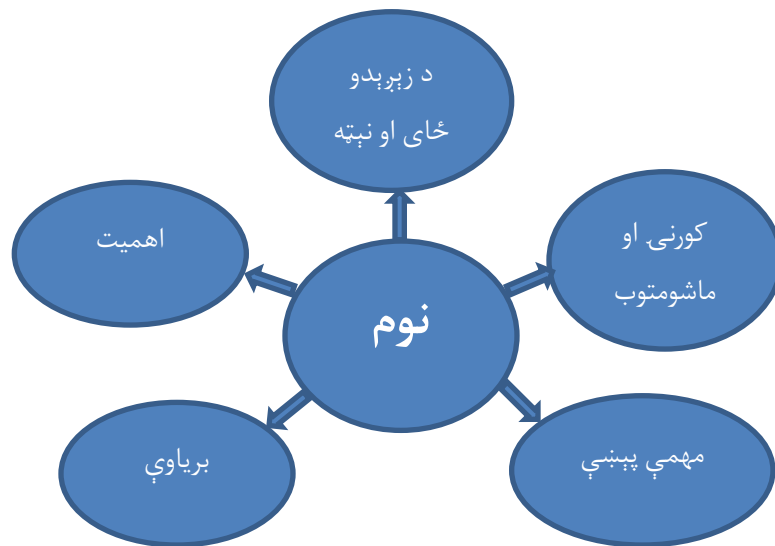 د زېږېدو
ځای او نېټه
کورنۍ او
ماشومتوب
اهمیت
نوم
مهمې پېښې
بریاوې